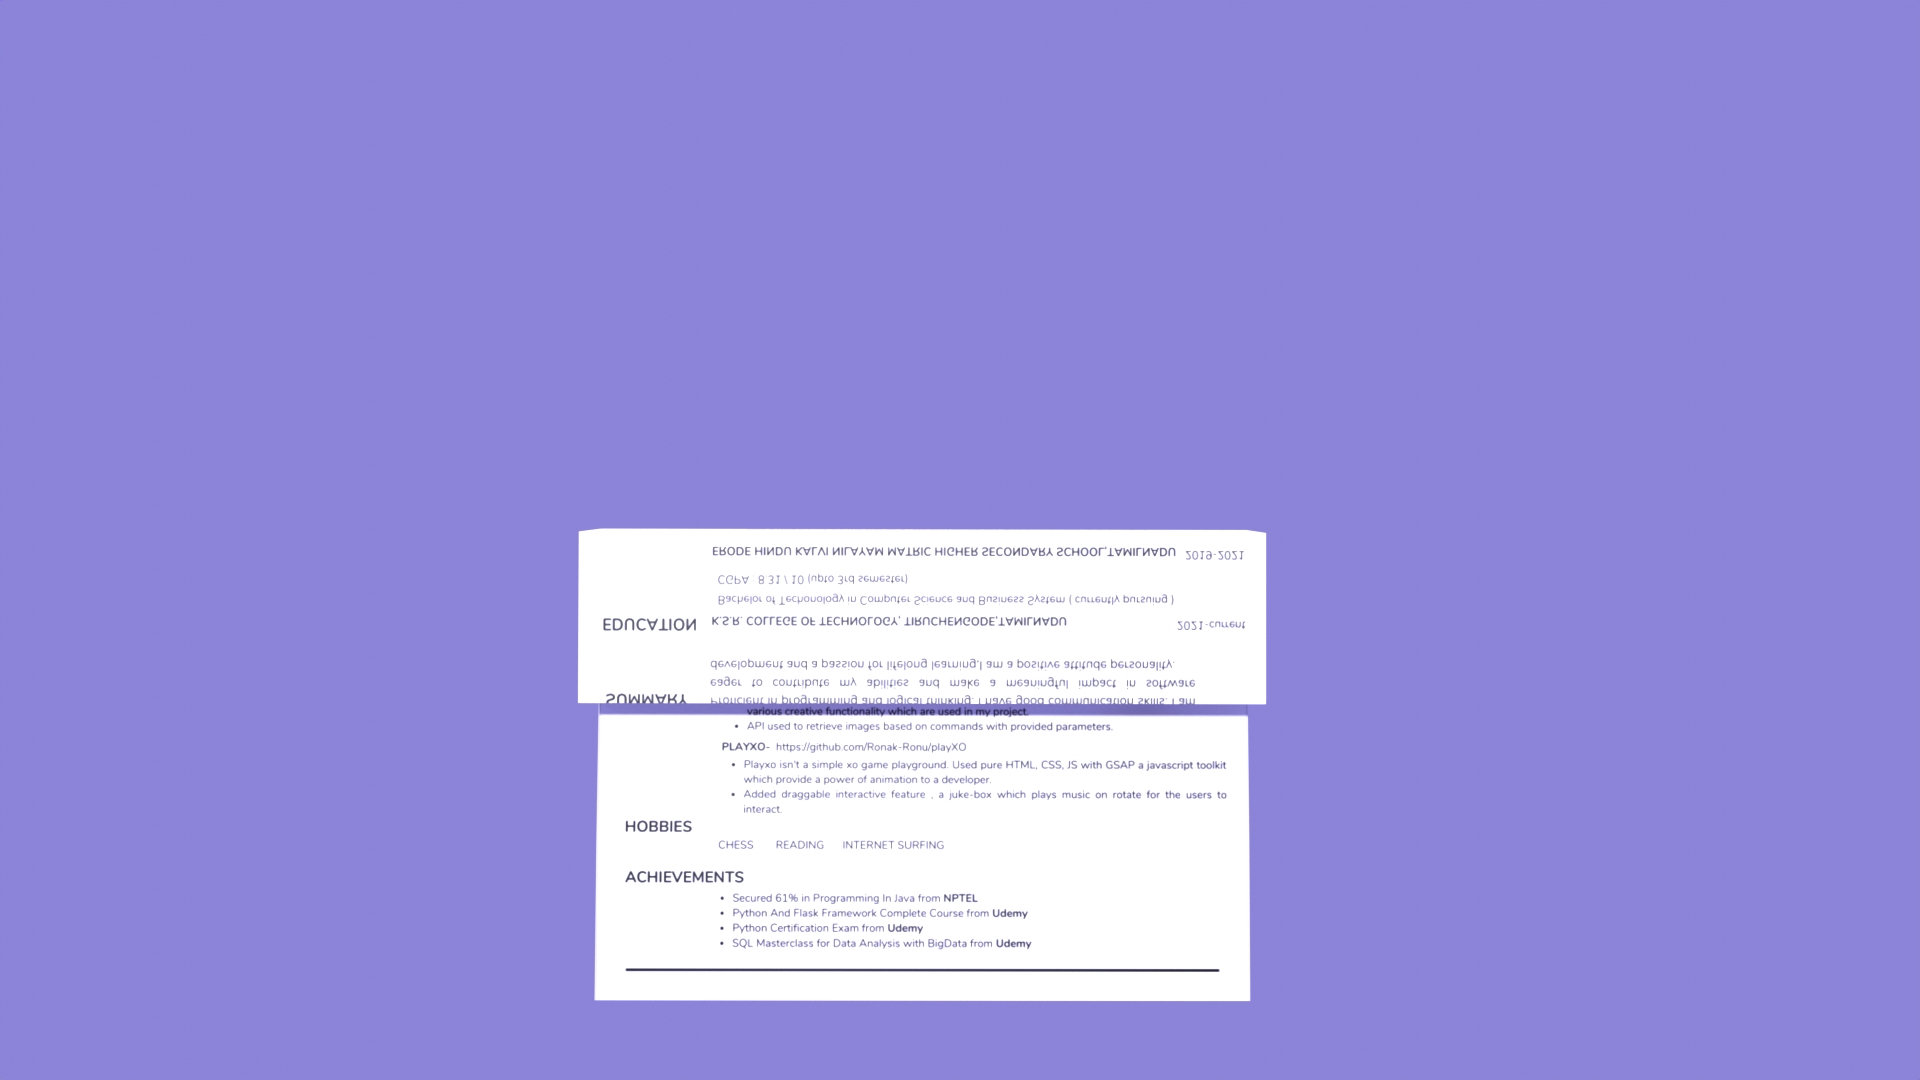 ERODE HINDU KALVI NILAYAM MATRIC HIGHER SECONDARY SCHOOL,TAMILNADU 2019-2021
CGPA 8.31 / 10 (upto 3rd semester)
Bachelor of Techonology in Computer Science and Business System ( currently pursuing )
EDUCATION K.S.R. COLLEGE OF TECHNOLOGY, TIRUCHENGODE,TAMILNADU 2021-current
development and a passion for lifelong learning,I am a positive attitude personality.
eager to contribute my abilities and make a meaningful impact in software
SUMMARY Proficient in programming and logical thinking. I have good communication skills. I am
various creative functionality which are used in my project.
• API used to retrieve images based on commands with provided parameters.
PLAYXO- https://github.com/Ronak-Ronu/playXO
• Playxo isn't a simple xo game playground. Used pure HTML, CSS, JS with GSAP a javascript toolkit
which provide a power of animation to a developer.
• Added draggable interactive feature , a juke-box which plays music on rotate for the users to
interact.
HOBBIES
CHESS READING INTERNET SURFING
ACHIEVEMENTS
• Secured 61% in Programming In Java from NPTEL
• Python And Flask Framework Complete Course from Udemy
• Python Certification Exam from Udemy
• SQL Masterclass for Data Analysis with BigData from Udemy